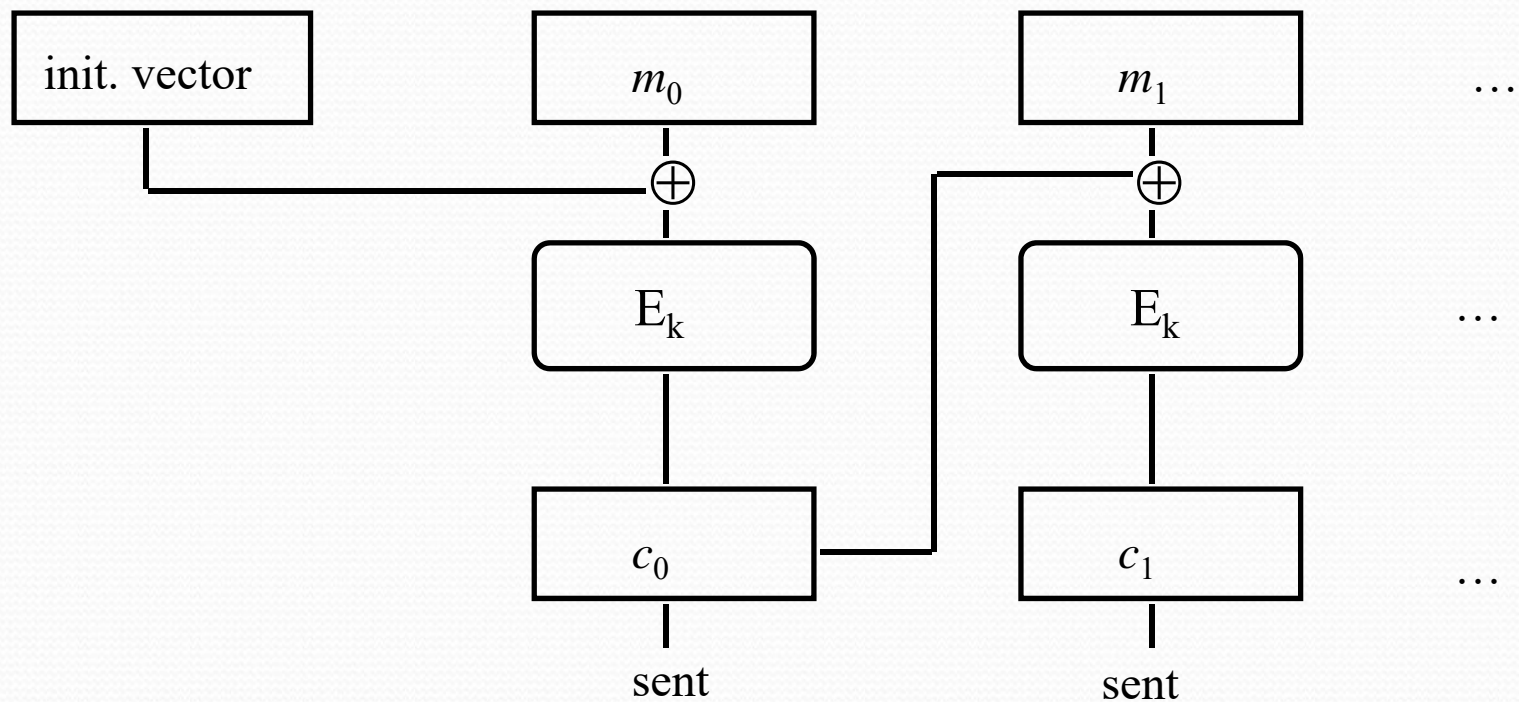 init. vector
m₀
m₁
…
⊕
⊕
Eₖ
Eₖ
…
c₀
c₁
…
sent
sent